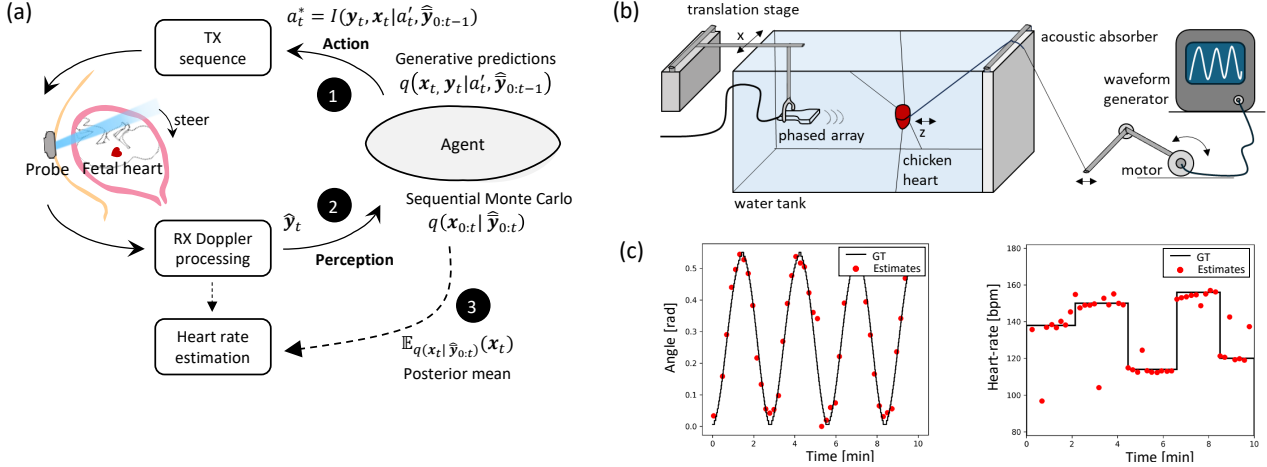 (a)
TX
sequence
a*_t = I(y_t, x_t|a'_t, ŷ̂_{0:t−1})
Action
Generative predictions
q(x_t, y_t|a'_t, ŷ̂_{0:t−1})
1
steer
Probe
Fetal heart
Agent
Sequential Monte Carlo
q(x_{0:t}|ŷ̂_{0:t})
2
ŷ_t
Perception
RX Doppler
processing
3
Heart rate
estimation
𝔼_{q(x_t|ŷ̂_{0:t})}(x_t)
Posterior mean
(b)
translation stage
x
acoustic absorber
waveform
generator
phased array
z
chicken
heart
motor
water tank
(c)
GT
Estimates
Angle [rad]
0.5
0.4
0.3
0.2
0.1
0.0
0 2 4 6 8 10
Time [min]
GT
Estimates
Heart-rate [bpm]
180
160
140
120
100
80
0 2 4 6 8 10
Time [min]